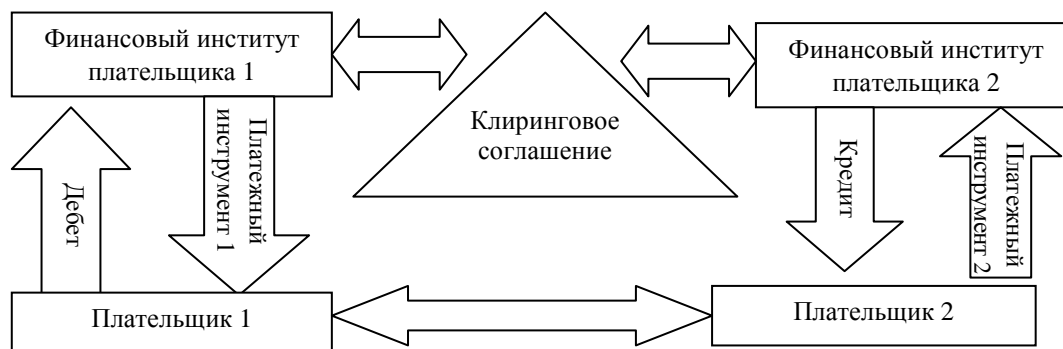 Финансовый институт
плательщика 1
Финансовый институт
плательщика 2
Клиринговое
соглашение
Дебет
Платежный
инструмент 1
Кредит
Платежный
инструмент 2
Плательщик 1
Плательщик 2